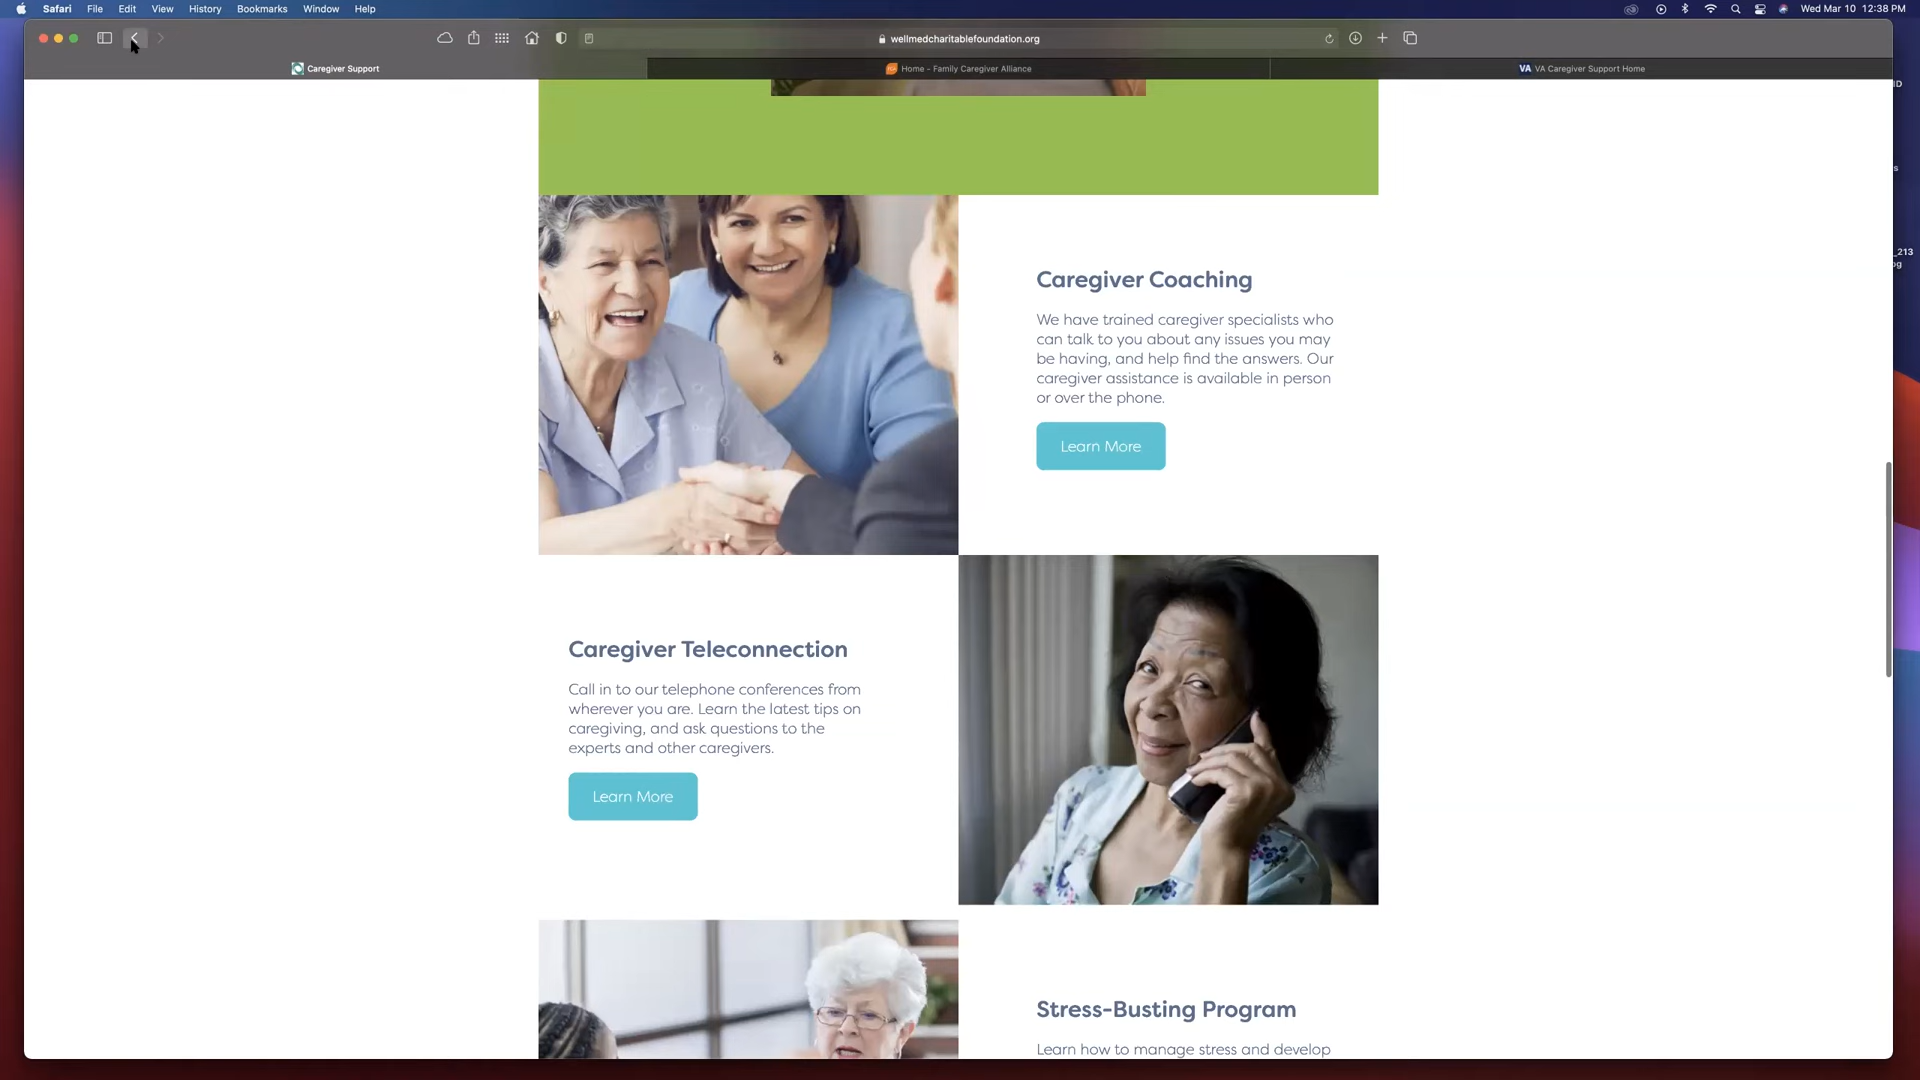 Safari File Edit View History Bookmarks Window Help
Wed Mar 10 12:38 PM
wellmedcharitablefoundation.org
Caregiver Support
Home - Family Caregiver Alliance
VA VA Caregiver Support Home
Caregiver Coaching
We have trained caregiver specialists who
can talk to you about any issues you may
be having, and help find the answers. Our
caregiver assistance is available in person
or over the phone.
Learn More
Caregiver Teleconnection
Call in to our telephone conferences from
wherever you are. Learn the latest tips on
caregiving, and ask questions to the
experts and other caregivers.
Learn More
Stress-Busting Program
Learn how to manage stress and develop
_213